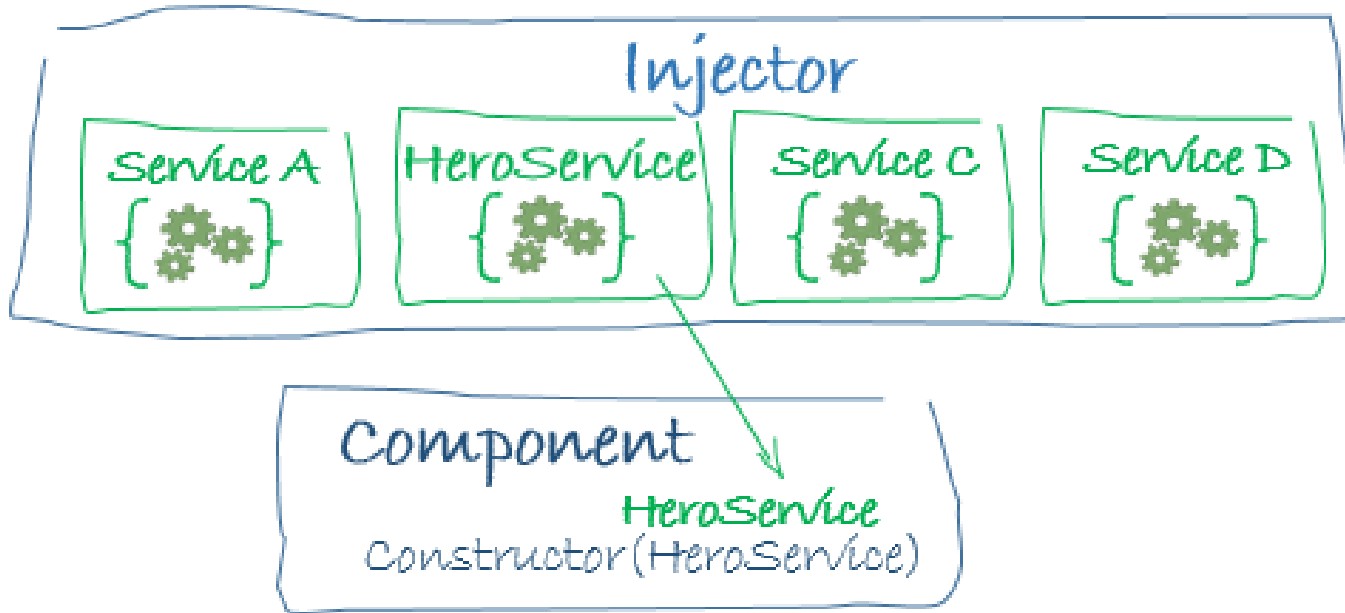 Injector
Service A
HeroService
Service C
Service D
Component
HeroService
Constructor(HeroService)